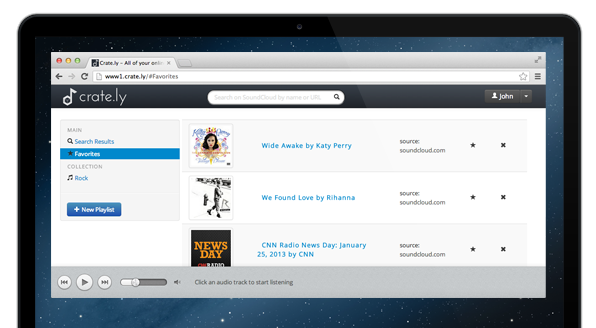 Crate.ly – All of your onlin
www1.crate.ly/#Favorites
crate.ly
Search on SoundCloud by name or URL
John
MAIN
Search Results
Favorites
COLLECTION
Rock
New Playlist
Wide Awake by Katy Perry
source:
soundcloud.com
We Found Love by Rihanna
source:
soundcloud.com
NEWS
DAY
CNN Radio News Day: January
25, 2013 by CNN
source:
soundcloud.com
Click an audio track to start listening